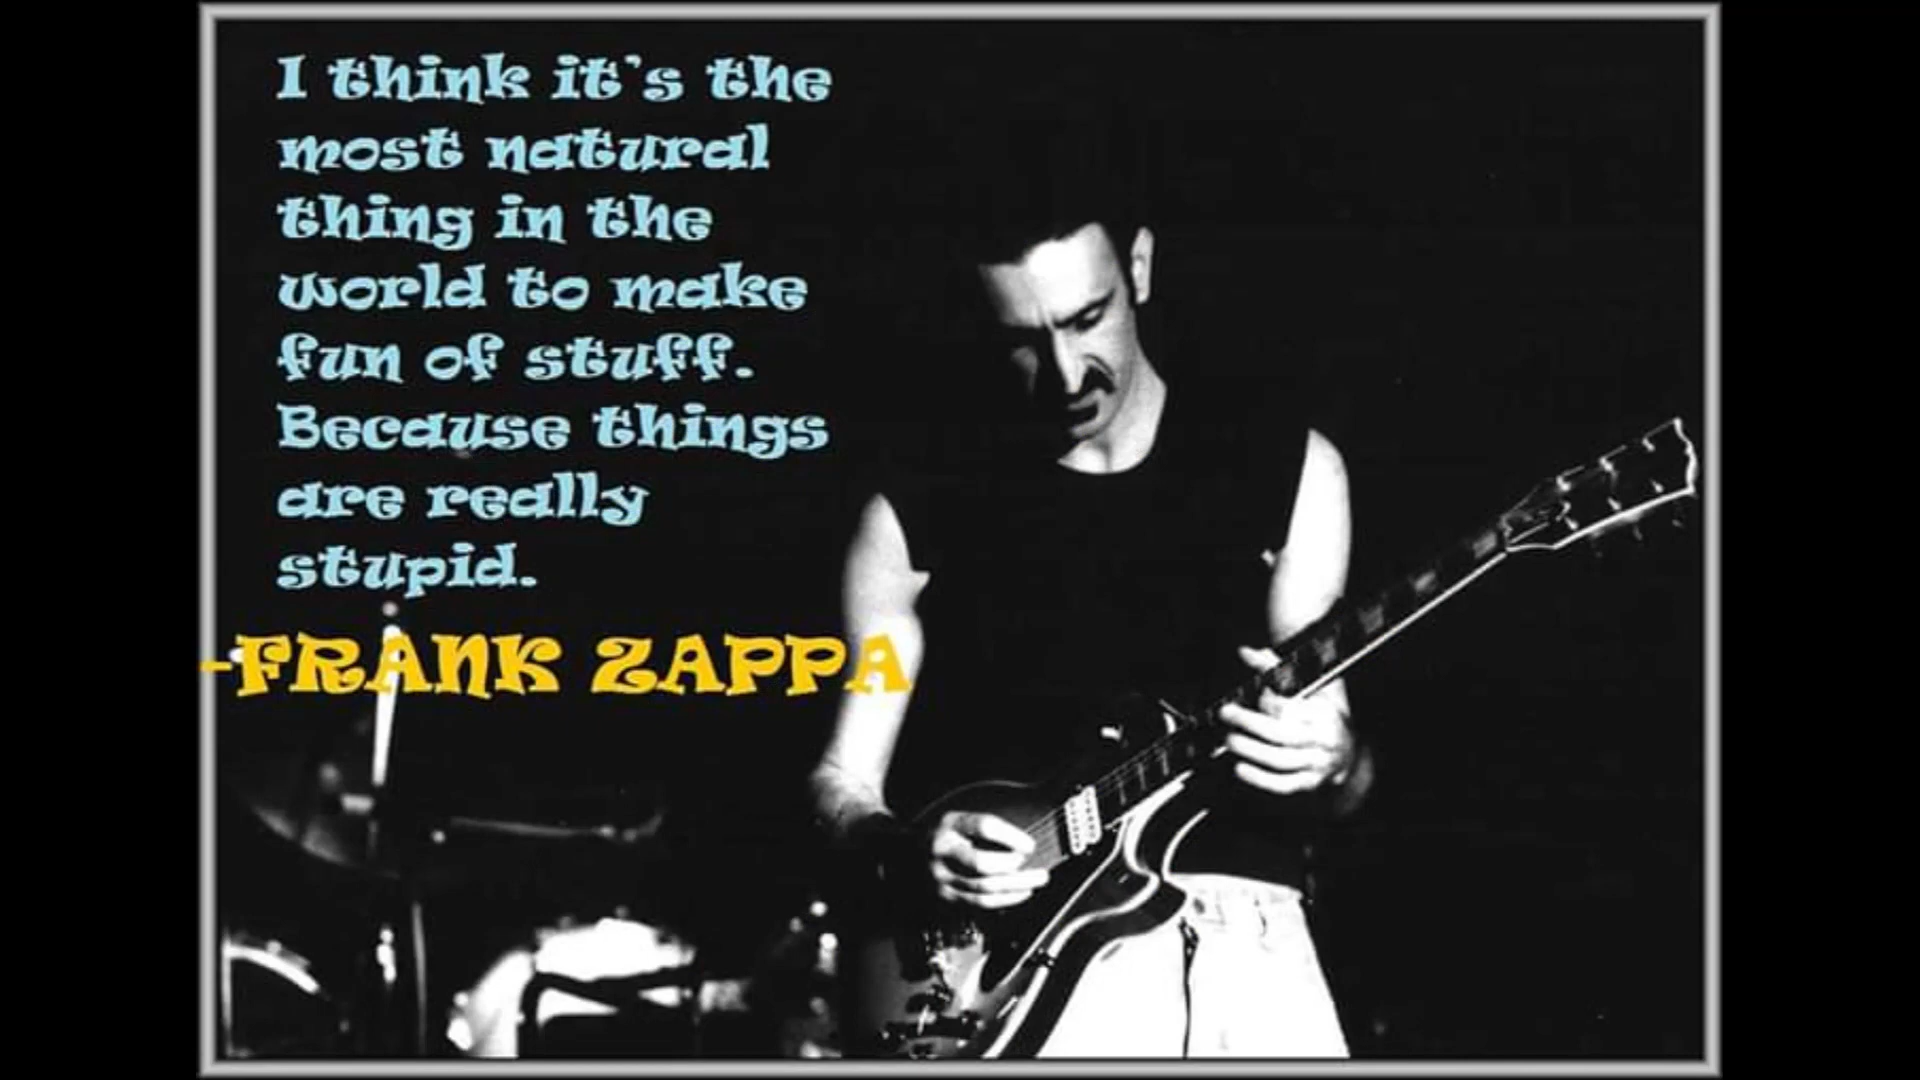 I think it's the
most natural
thing in the
world to make
fun of stuff.
Because things
are really
stupid.
-FRANK ZAPPA